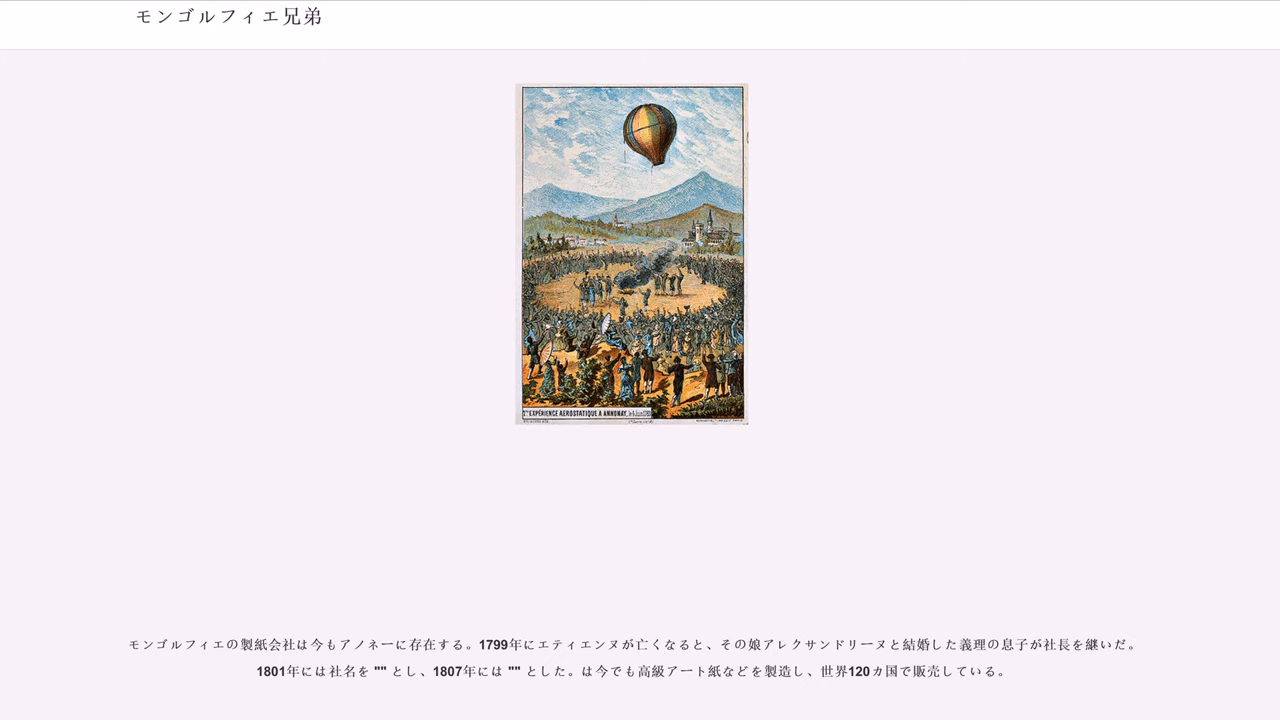 モンゴルフィエ兄弟
1re EXPÉRIENCE AEROSTATIQUE A ANNONAY,
モンゴルフィエの製紙会社は今もアノネーに存在する。1799年にエティエンヌが亡くなると、その娘アレクサンドリーヌと結婚した義理の息子が社長を継いだ。
1801年には社名を "" とし、1807年には "" とした。は今でも高級アート紙などを製造し、世界120カ国で販売している。